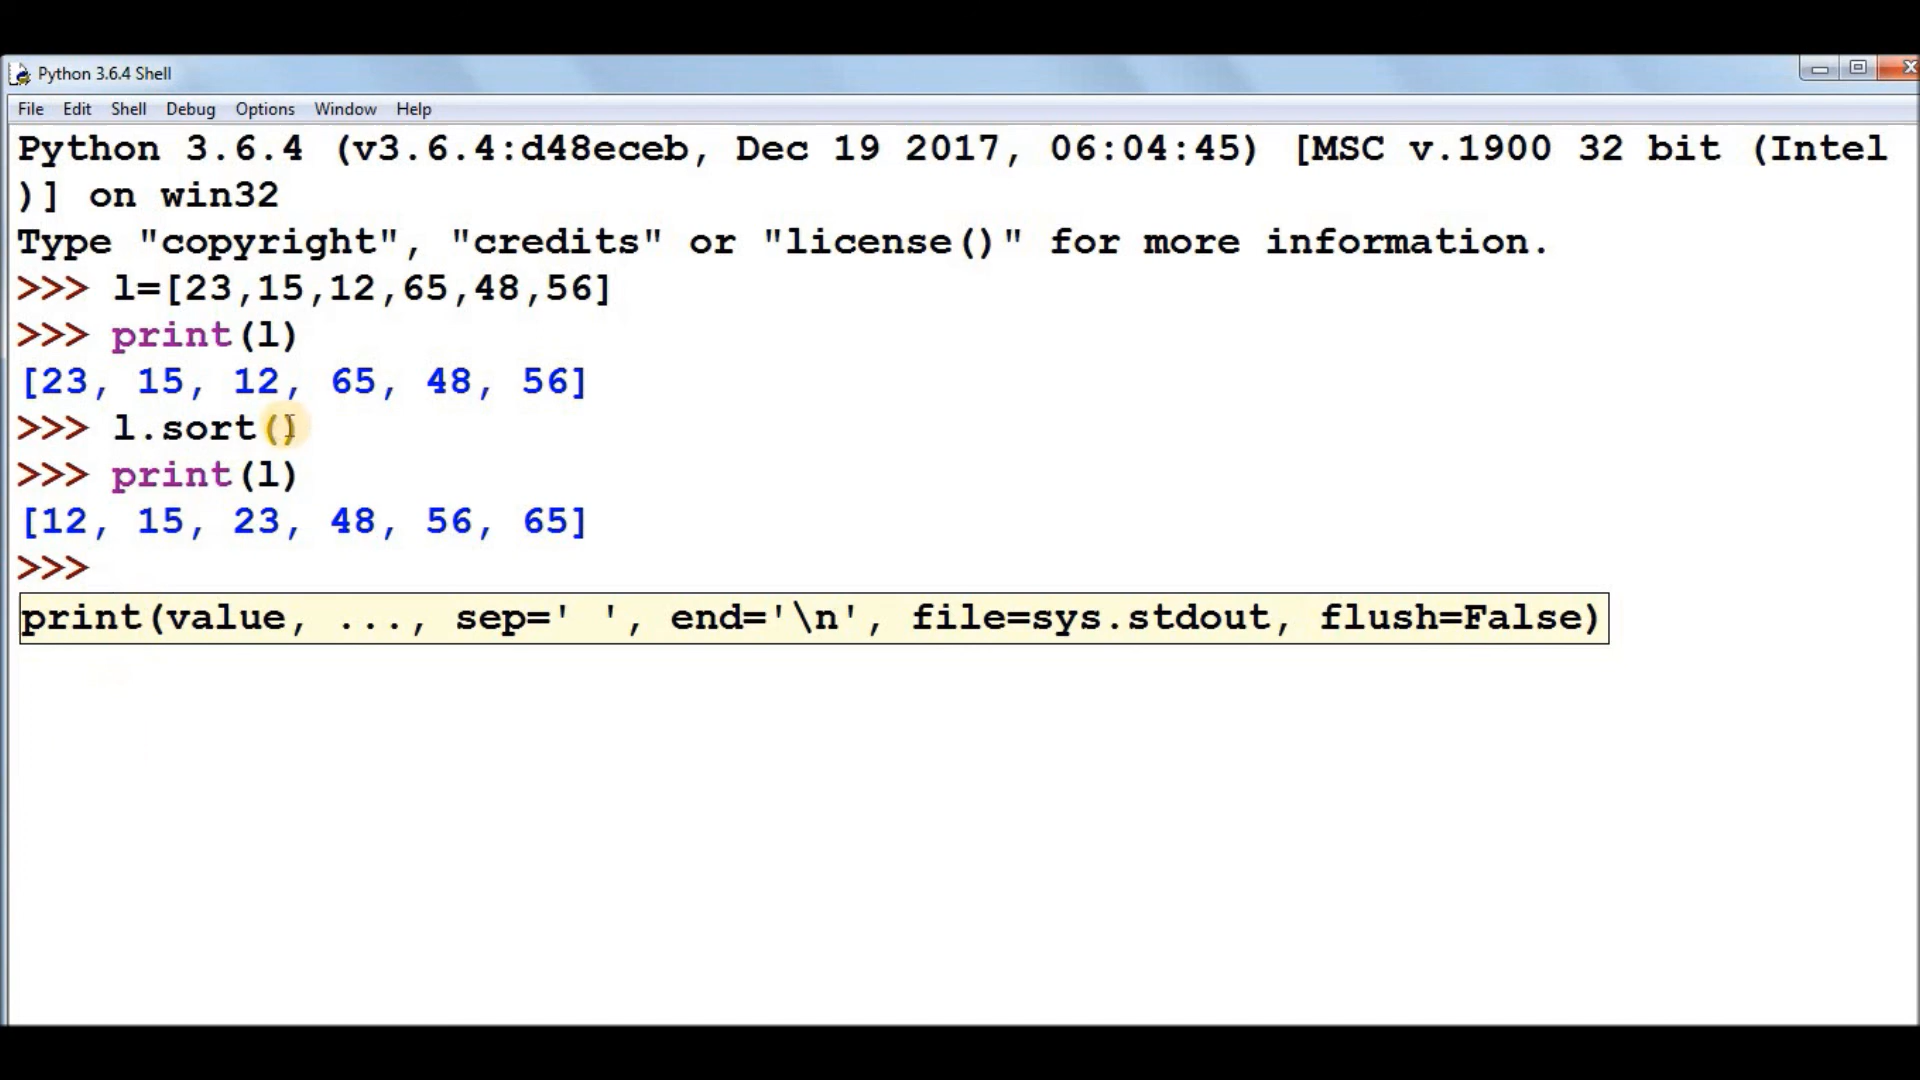 Python 3.6.4 Shell
File Edit Shell Debug Options Window Help
Python 3.6.4 (v3.6.4:d48eceb, Dec 19 2017, 06:04:45) [MSC v.1900 32 bit (Intel
)] on win32
Type "copyright", "credits" or "license()" for more information.
>>> l=[23,15,12,65,48,56]
>>> print(l)
[23, 15, 12, 65, 48, 56]
>>> l.sort()
>>> print(l)
[12, 15, 23, 48, 56, 65]
>>>
print(value, ..., sep=' ', end='\n', file=sys.stdout, flush=False)